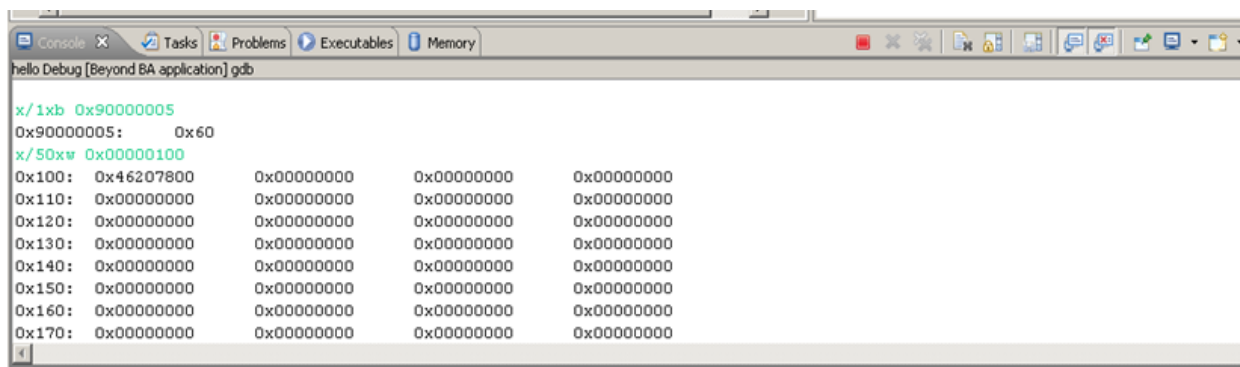 Console Tasks Problems Executables Memory
hello Debug [Beyond BA application] gdb
x/1xb 0x90000005
0x90000005: 0x60
x/50xw 0x00000100
0x100: 0x46207800 0x00000000 0x00000000 0x00000000
0x110: 0x00000000 0x00000000 0x00000000 0x00000000
0x120: 0x00000000 0x00000000 0x00000000 0x00000000
0x130: 0x00000000 0x00000000 0x00000000 0x00000000
0x140: 0x00000000 0x00000000 0x00000000 0x00000000
0x150: 0x00000000 0x00000000 0x00000000 0x00000000
0x160: 0x00000000 0x00000000 0x00000000 0x00000000
0x170: 0x00000000 0x00000000 0x00000000 0x00000000